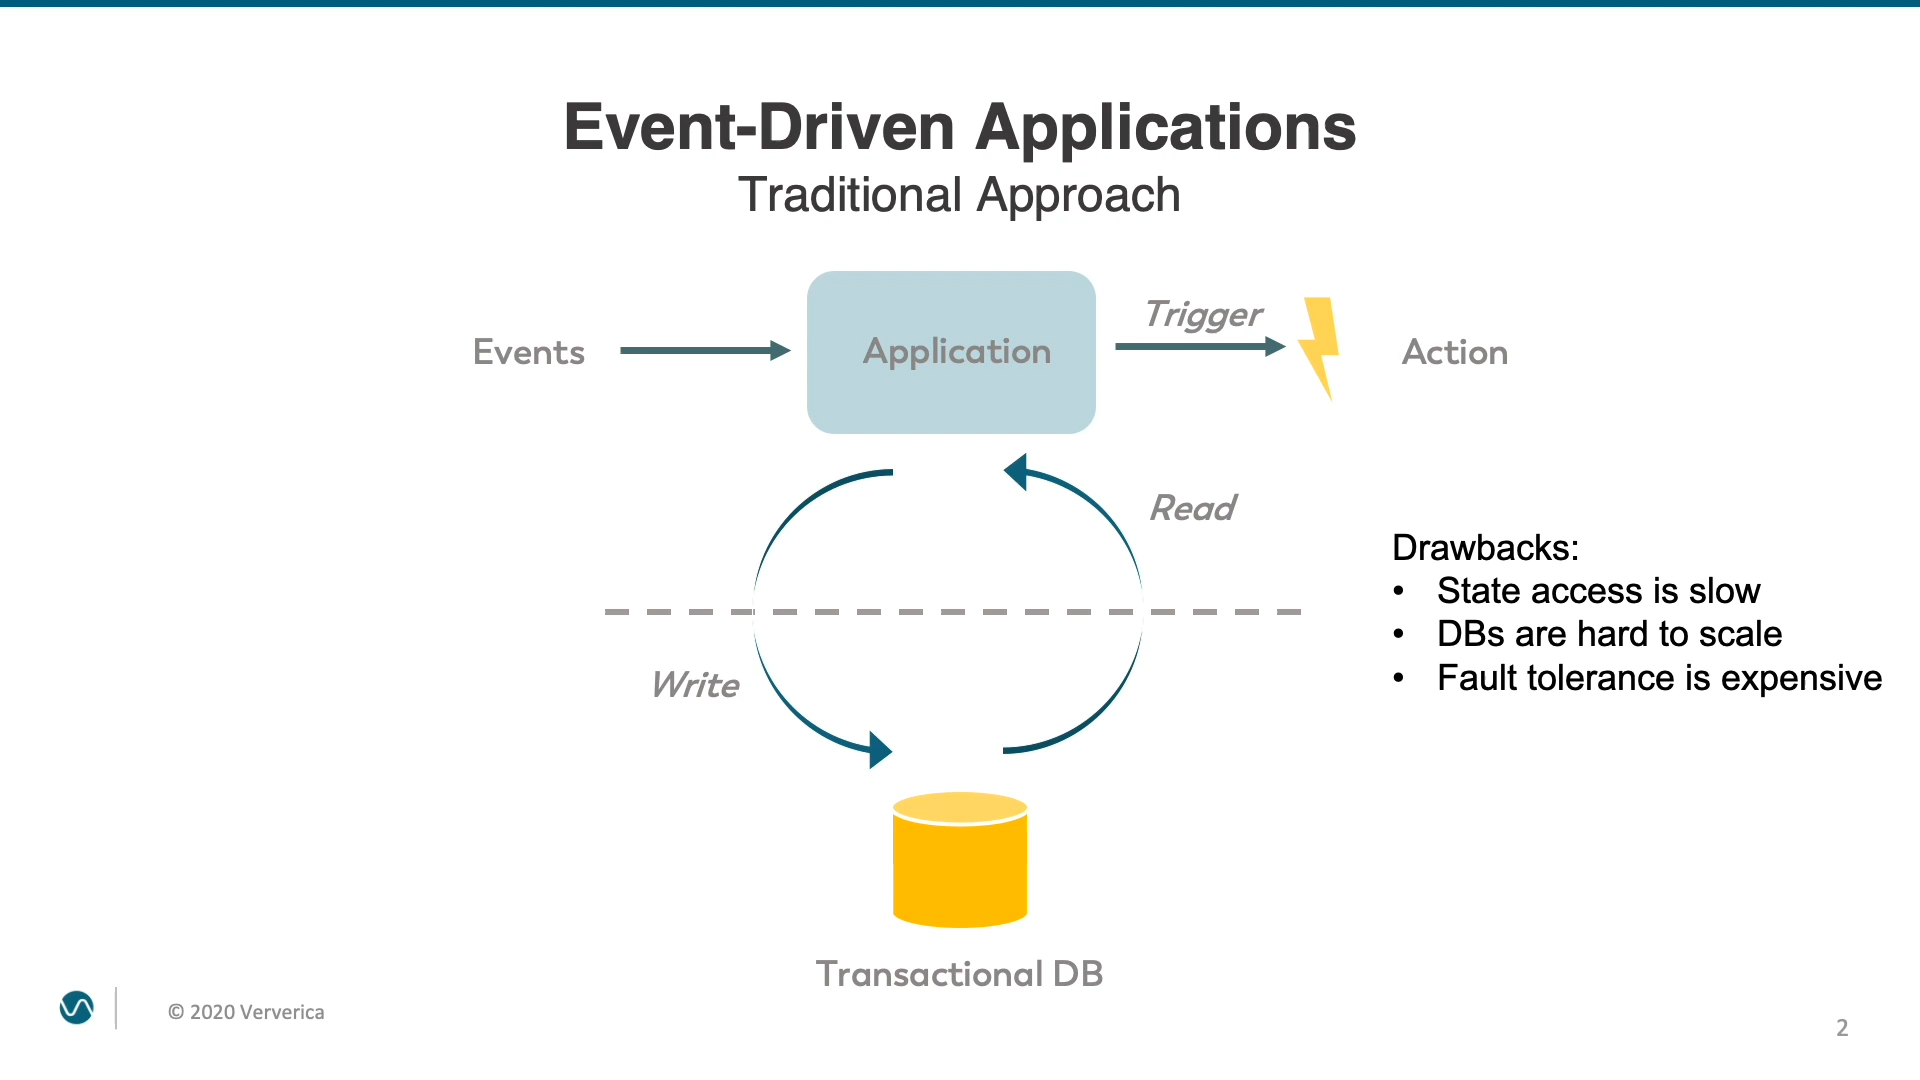 Event-Driven Applications
Traditional Approach
Events
Application
Trigger
Action
Read
Drawbacks:
• State access is slow
• DBs are hard to scale
• Fault tolerance is expensive
Write
Transactional DB
© 2020 Ververica
2